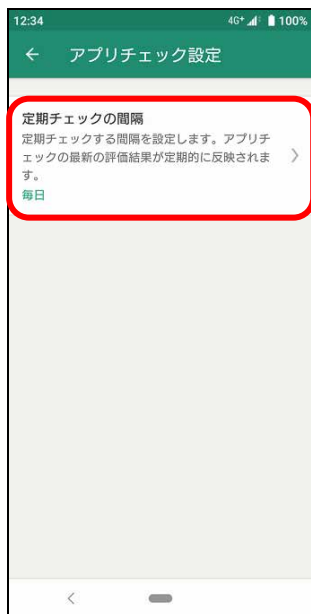 12:34 4G+ 100%
アプリチェック設定
定期チェックの間隔
定期チェックする間隔を設定します。アプリチ
ェックの最新の評価結果が定期的に反映されま
す。
毎日